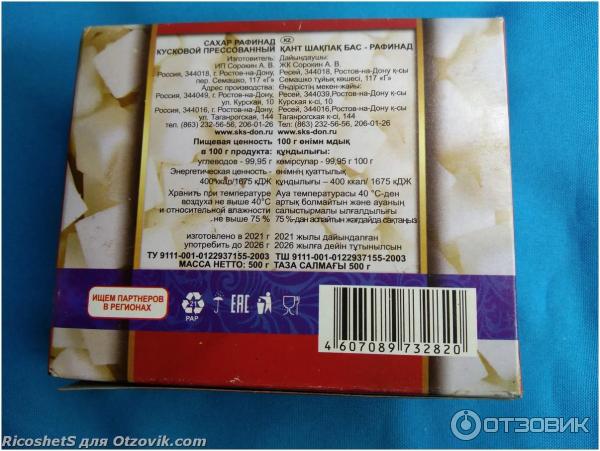 САХАР РАФИНАД
КУСКОВОЙ ПРЕССОВАННЫЙ
Изготовитель:
ИП Сорокин А. В.
Россия, 344018, г. Ростов-на-Дону,
пер. Семашко, 117 "Г"
Адрес производства:
Россия, 344049, г. Ростов-на-Дону
ул. Курская, 10
Россия, 344016, г. Ростов-на-Дону,
ул. Таганрогская, 144
тел. (863) 232-56-56, 206-01-26
www.sks-don.ru
Пищевая ценность
в 100 г продукта:
углеводов - 99,95 г
Энергетическая ценность -
400 ккал/1675 кДЖ
Хранить при температуре
воздуха не выше 40°С
и относительной влажности
не выше 75 %
изготовлено в 2021 г
употребить до 2026 г
ТУ 9111-001-0122937155-2003
МАССА НЕТТО: 500 г
KZ
ҚАНТ ШАҚПАҚ БАС - РАФИНАД
Дайындаушы:
ЖК Сорокин А. В.
Ресей, 344018, Ростов-на-Дону қ-сы
Семашко тұйық көшесі, 117 «Г»
Өндірістің мекен-жайы:
Ресей, 344039,Ростов-на-Дону қ-сы
Курская к-сі, 10
Ресей, 344016,Ростов-на-Дону қ-сы
Таганрогская к-сі, 144
тел. (863) 232-56-56, 206-01-26
www.sks-don.ru
100 г өнімн мдық
құндылығы:
көмірсулар - 99,95 г 100 г
өнімнің қуаттылық
құндылығы – 400 ккал/ 1675 кДЖ
Ауа температурасы 40 °С-ден
артық болмайтын және ауаның
салыстырмалы ылғалдылығы
75 %-дан аспайтын жағдайда сақтаңыз
2021 жылы дайындалған
2026 жылға дейін тұтынылсын
ТШ 9111-001-0122937155-2003
ТАЗА САЛМАҒЫ 500 г
ИЩЕМ ПАРТНЕРОВ
В РЕГИОНАХ
21
PAP
ЕАС
4 607089 732820
RicoshetS для Otzovik.com
ОТЗОВИК